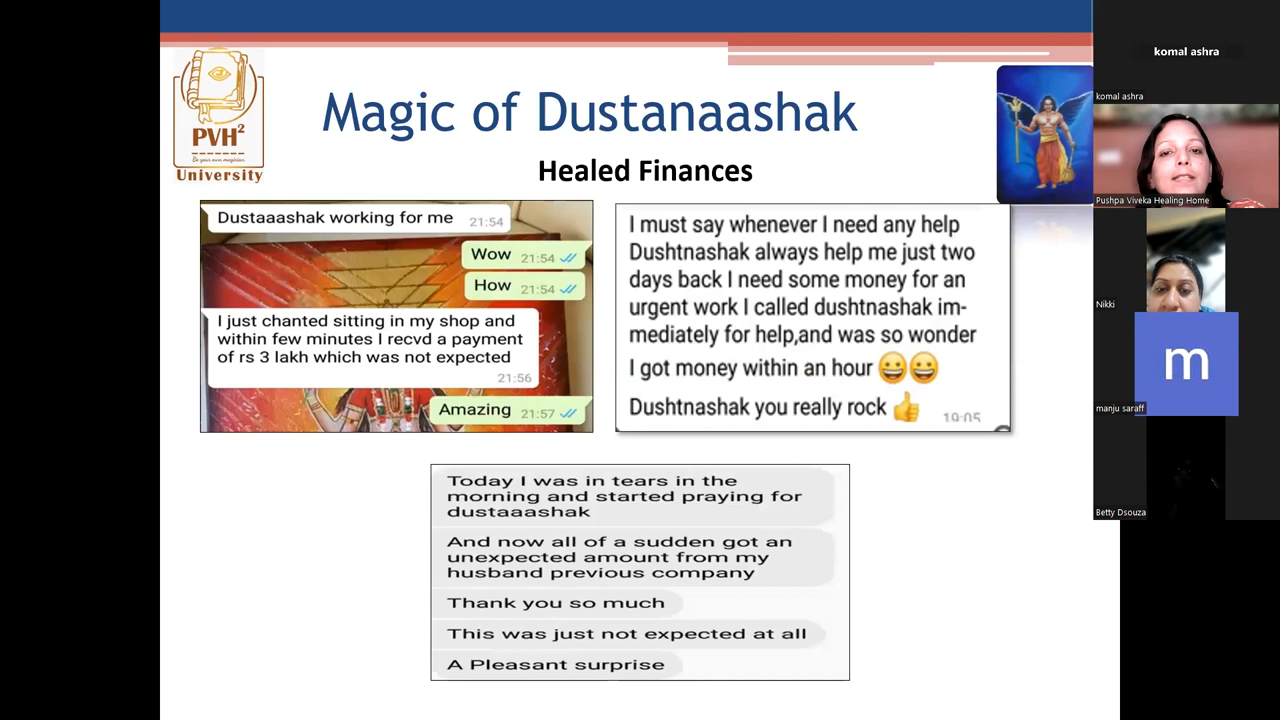 komal ashra
komal ashra
PVH²
Be your own magician
University
Magic of Dustanaashak
Healed Finances
Pushpa Viveka Healing Home
Nikki
m
manju saraff
Betty Dsouza
Dustaaashak working for me 21:54
Wow 21:54
How 21:54
I just chanted sitting in my shop and
within few minutes I recvd a payment
of rs 3 lakh which was not expected
21:56
Amazing 21:57
I must say whenever I need any help
Dushtnashak always help me just two
days back I need some money for an
urgent work I called dushtnashak im-
mediately for help,and was so wonder
I got money within an hour 😀😀
Dushtnashak you really rock 👍 19:05
Today I was in tears in the
morning and started praying for
dustaaashak
And now all of a sudden got an
unexpected amount from my
husband previous company
Thank you so much
This was just not expected at all
A Pleasant surprise